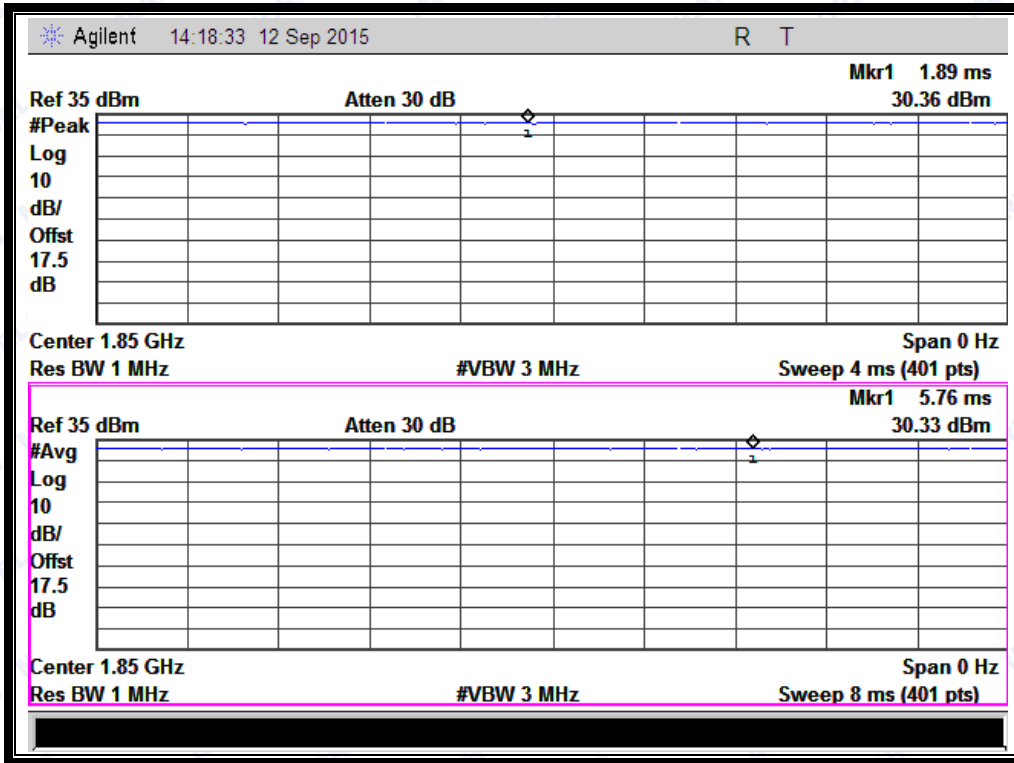 Agilent 14:18:33 12 Sep 2015 R T
Mkr1 1.89 ms
Ref 35 dBm Atten 30 dB 30.36 dBm
#Peak
1
Log
10
dB/
Offst
17.5
dB
Center 1.85 GHz Span 0 Hz
Res BW 1 MHz #VBW 3 MHz Sweep 4 ms (401 pts)
Mkr1 5.76 ms
Ref 35 dBm Atten 30 dB 30.33 dBm
#Avg
1
Log
10
dB/
Offst
17.5
dB
Center 1.85 GHz Span 0 Hz
Res BW 1 MHz #VBW 3 MHz Sweep 8 ms (401 pts)